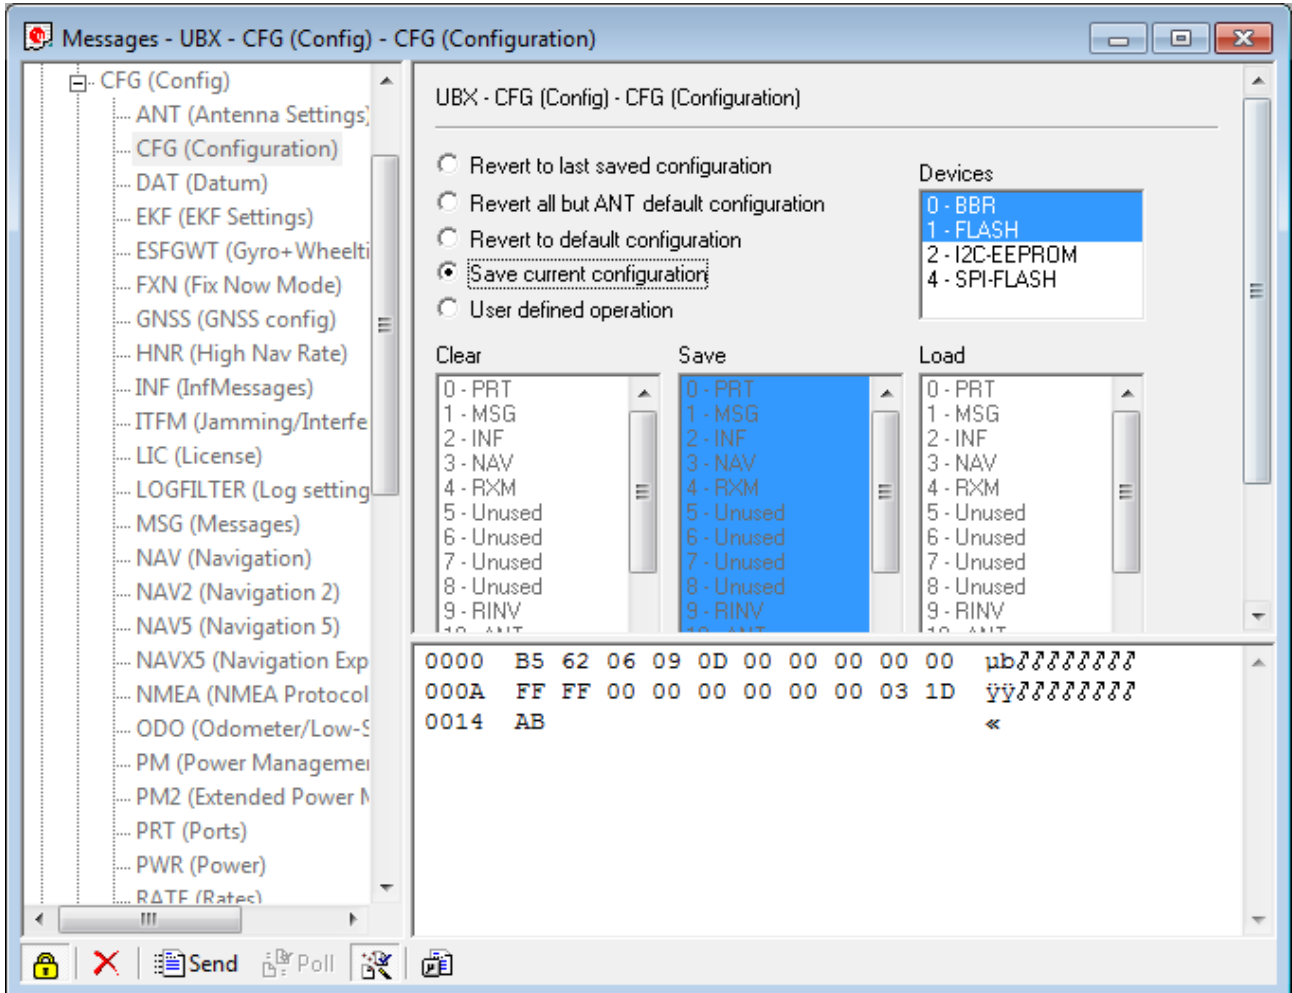 Messages - UBX - CFG (Config) - CFG (Configuration)
CFG (Config)
ANT (Antenna Settings)
CFG (Configuration)
DAT (Datum)
EKF (EKF Settings)
ESFGWT (Gyro+Wheelti
FXN (Fix Now Mode)
GNSS (GNSS config)
HNR (High Nav Rate)
INF (InfMessages)
ITFM (Jamming/Interfe
LIC (License)
LOGFILTER (Log setting
MSG (Messages)
NAV (Navigation)
NAV2 (Navigation 2)
NAV5 (Navigation 5)
NAVX5 (Navigation Exp
NMEA (NMEA Protocol
ODO (Odometer/Low-S
PM (Power Managemer
PM2 (Extended Power M
PRT (Ports)
PWR (Power)
RATE (Rates)
UBX - CFG (Config) - CFG (Configuration)
Revert to last saved configuration
Revert all but ANT default configuration
Revert to default configuration
Save current configuration
User defined operation
Devices
0 - BBR
1 - FLASH
2 - I2C-EEPROM
4 - SPI-FLASH
Clear
0 - PRT
1 - MSG
2 - INF
3 - NAV
4 - RXM
5 - Unused
6 - Unused
7 - Unused
8 - Unused
9 - RINV
10 - ANT
Save
0 - PRT
1 - MSG
2 - INF
3 - NAV
4 - RXM
5 - Unused
6 - Unused
7 - Unused
8 - Unused
9 - RINV
10 - ANT
Load
0 - PRT
1 - MSG
2 - INF
3 - NAV
4 - RXM
5 - Unused
6 - Unused
7 - Unused
8 - Unused
9 - RINV
10 - ANT
0000 B5 62 06 09 0D 00 00 00 00 00 µb
000A FF FF 00 00 00 00 00 00 03 1D ÿÿ
0014 AB «
Send Poll